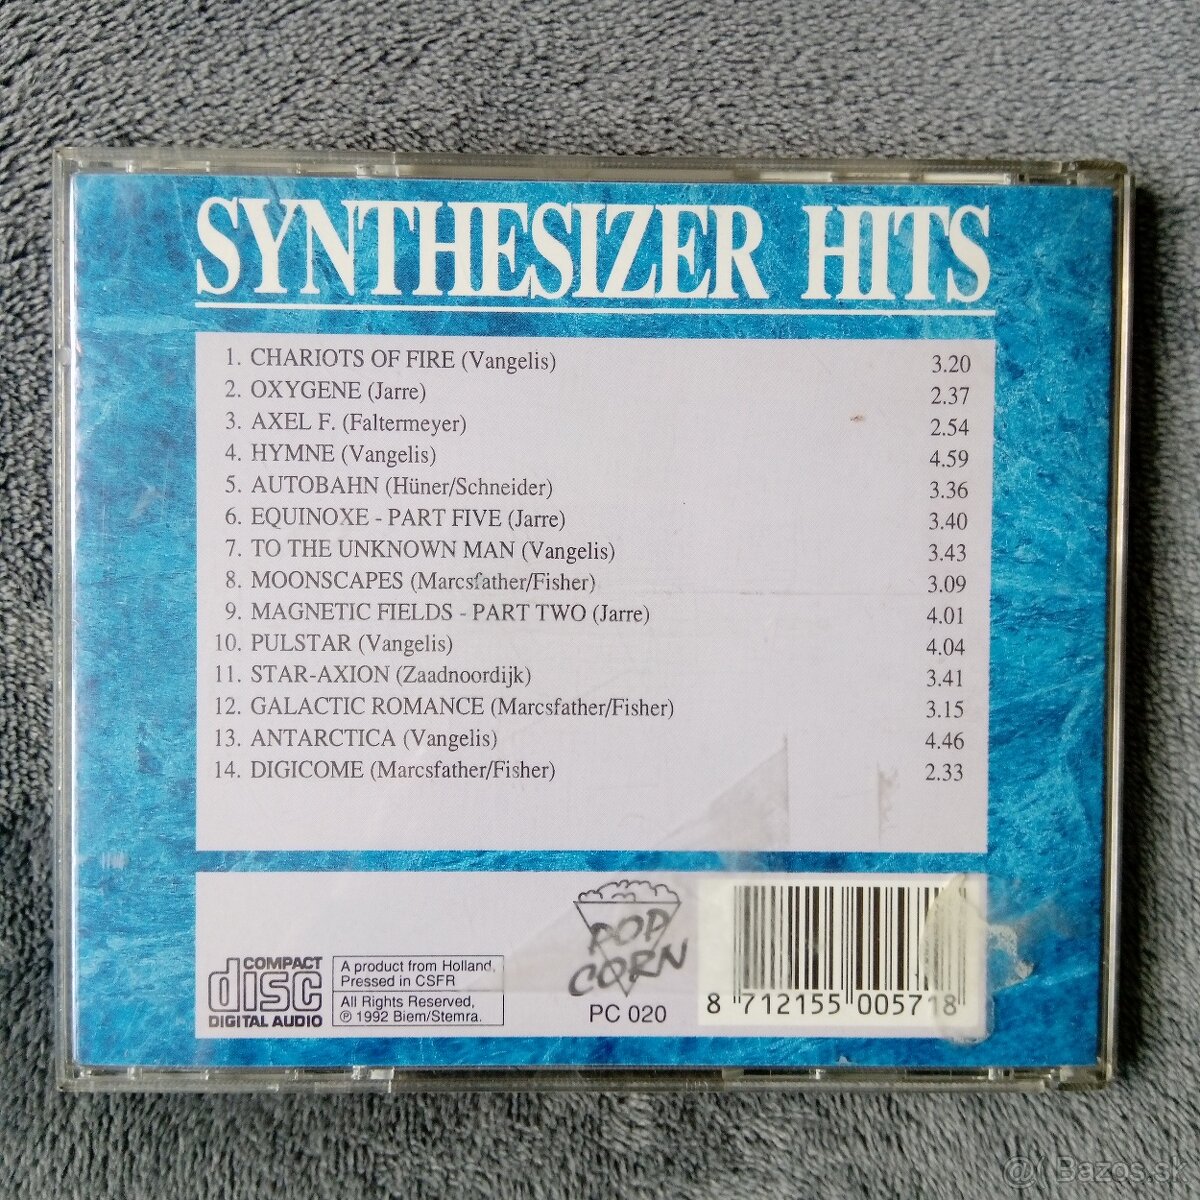 SYNTHESIZER HITS
1. CHARIOTS OF FIRE (Vangelis) 3.20
2. OXYGENE (Jarre) 2.37
3. AXEL F. (Faltermeyer) 2.54
4. HYMNE (Vangelis) 4.59
5. AUTOBAHN (Hüner/Schneider) 3.36
6. EQUINOXE - PART FIVE (Jarre) 3.40
7. TO THE UNKNOWN MAN (Vangelis) 3.43
8. MOONSCAPES (Marcsfather/Fisher) 3.09
9. MAGNETIC FIELDS - PART TWO (Jarre) 4.01
10. PULSTAR (Vangelis) 4.04
11. STAR-AXION (Zaadnoordijk) 3.41
12. GALACTIC ROMANCE (Marcsfather/Fisher) 3.15
13. ANTARCTICA (Vangelis) 4.46
14. DIGICOME (Marcsfather/Fisher) 2.33
COMPACT
disc
DIGITAL AUDIO
A product from Holland,
Pressed in CSFR
All Rights Reserved,
℗ 1992 Biem/Stemra.
POP
CORN
PC 020
8 712155 005718
@ Bazos.sk